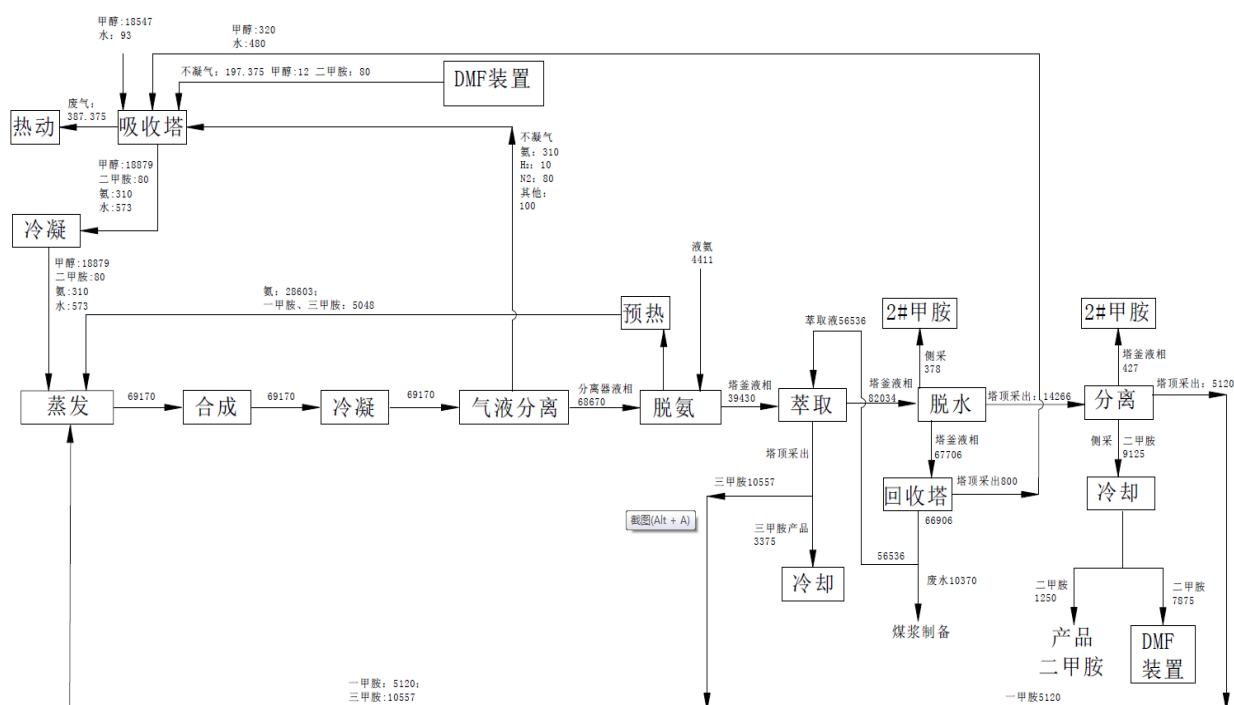 甲醇:18547
水: 93
甲醇:320
水:480
不凝气: 197.375 甲醇:12 二甲胺: 80
DMF装置
废气:
387.375
热动
吸收塔
不凝气
氨: 310
H₂: 10
N2: 80
其他:
100
甲醇:18879
二甲胺:80
氨:310
水:573
冷凝
甲醇:18879
二甲胺:80
氨:310
水:573
液氨
4411
氨: 28603;
一甲胺、三甲胺: 5048
预热
萃取液56536
2#甲胺
侧采
378
2#甲胺
塔釜液相
427
塔顶采出: 5120
蒸发
69170
合成
69170
冷凝
69170
气液分离
分离器液相
68670
脱氨
塔釜液相
39430
萃取
塔釜液相
82034
脱水
塔顶采出: 14266
分离
塔顶采出
塔釜液相
67706
侧采
二甲胺
9125
三甲胺10557
回收塔
塔顶采出800
冷却
截图(Alt + A)
66906
三甲胺产品
3375
56536
冷却
废水10370
二甲胺
1250
二甲胺
7875
煤浆制备
产品
二甲胺
DMF
装置
一甲胺: 5120;
三甲胺:10557
一甲胺5120